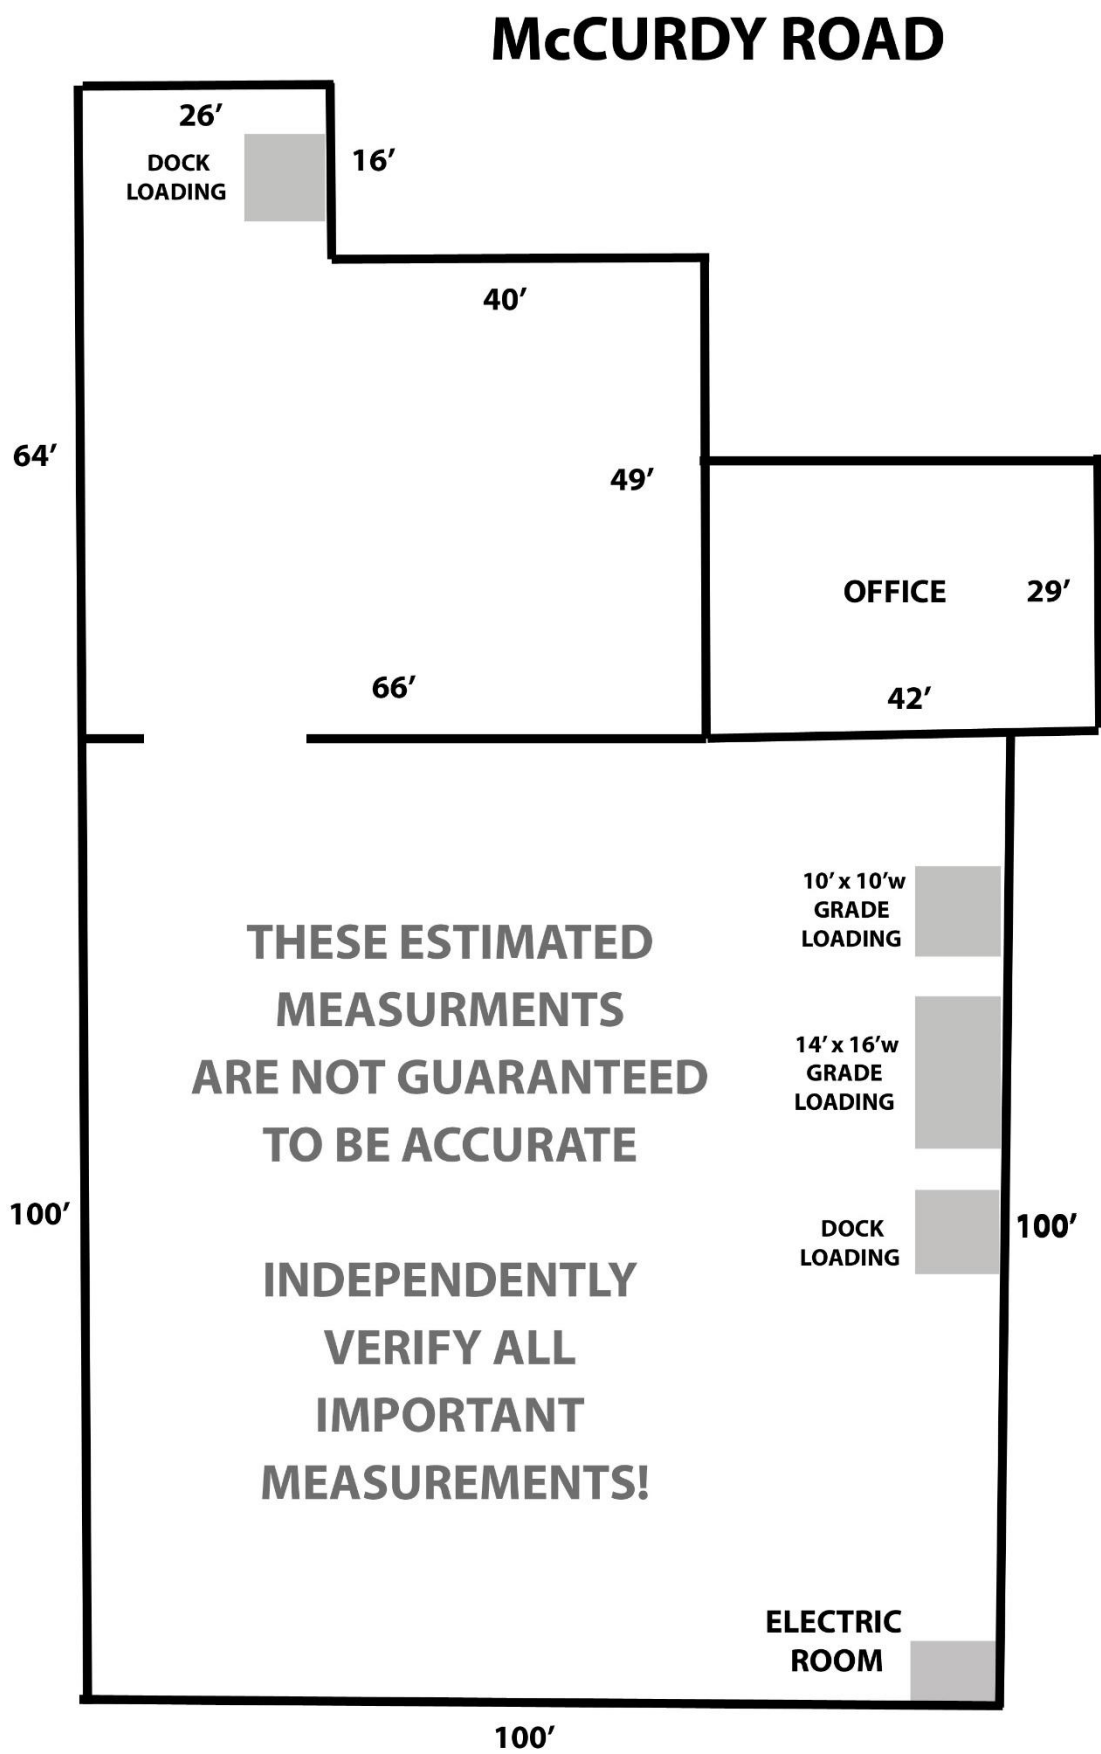 McCURDY ROAD
26’
DOCK
LOADING
16’
40’
64’
49’
OFFICE
29’
66’
42’
10’ x 10’w
GRADE
LOADING
THESE ESTIMATED
MEASURMENTS
ARE NOT GUARANTEED
TO BE ACCURATE
14’ x 16’w
GRADE
LOADING
100’
DOCK
LOADING
100’
INDEPENDENTLY
VERIFY ALL
IMPORTANT
MEASUREMENTS!
ELECTRIC
ROOM
100’